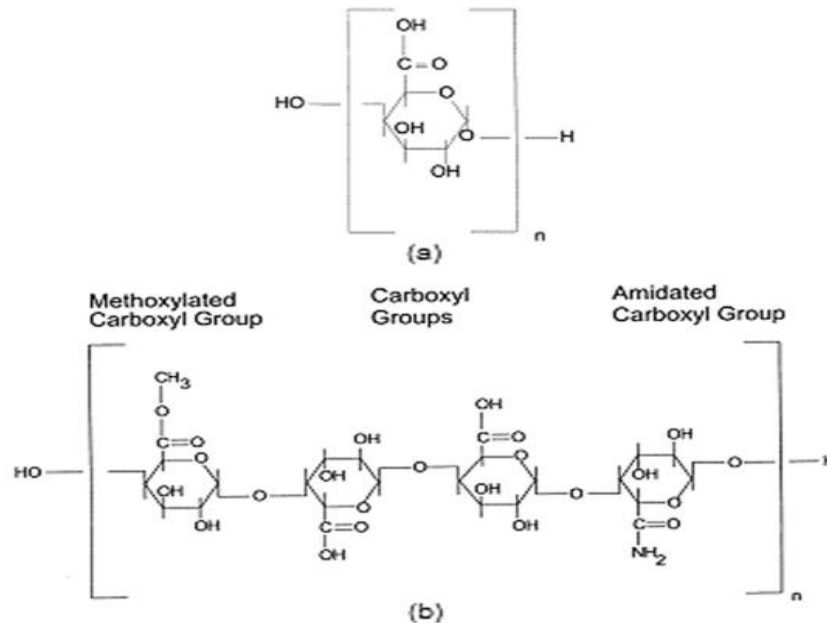 OH
C=O
O
HO
OH
O
H
OH
n
(a)
Methoxylated Carboxyl Group
Carboxyl Groups
Amidated Carboxyl Group
CH3
O
C=O
O
HO
OH
OH
O
OH
OH
O
C=O
OH
O
OH
C=O
O
OH
OH
O
OH
OH
O
C=O
NH2
O
H
n
(b)